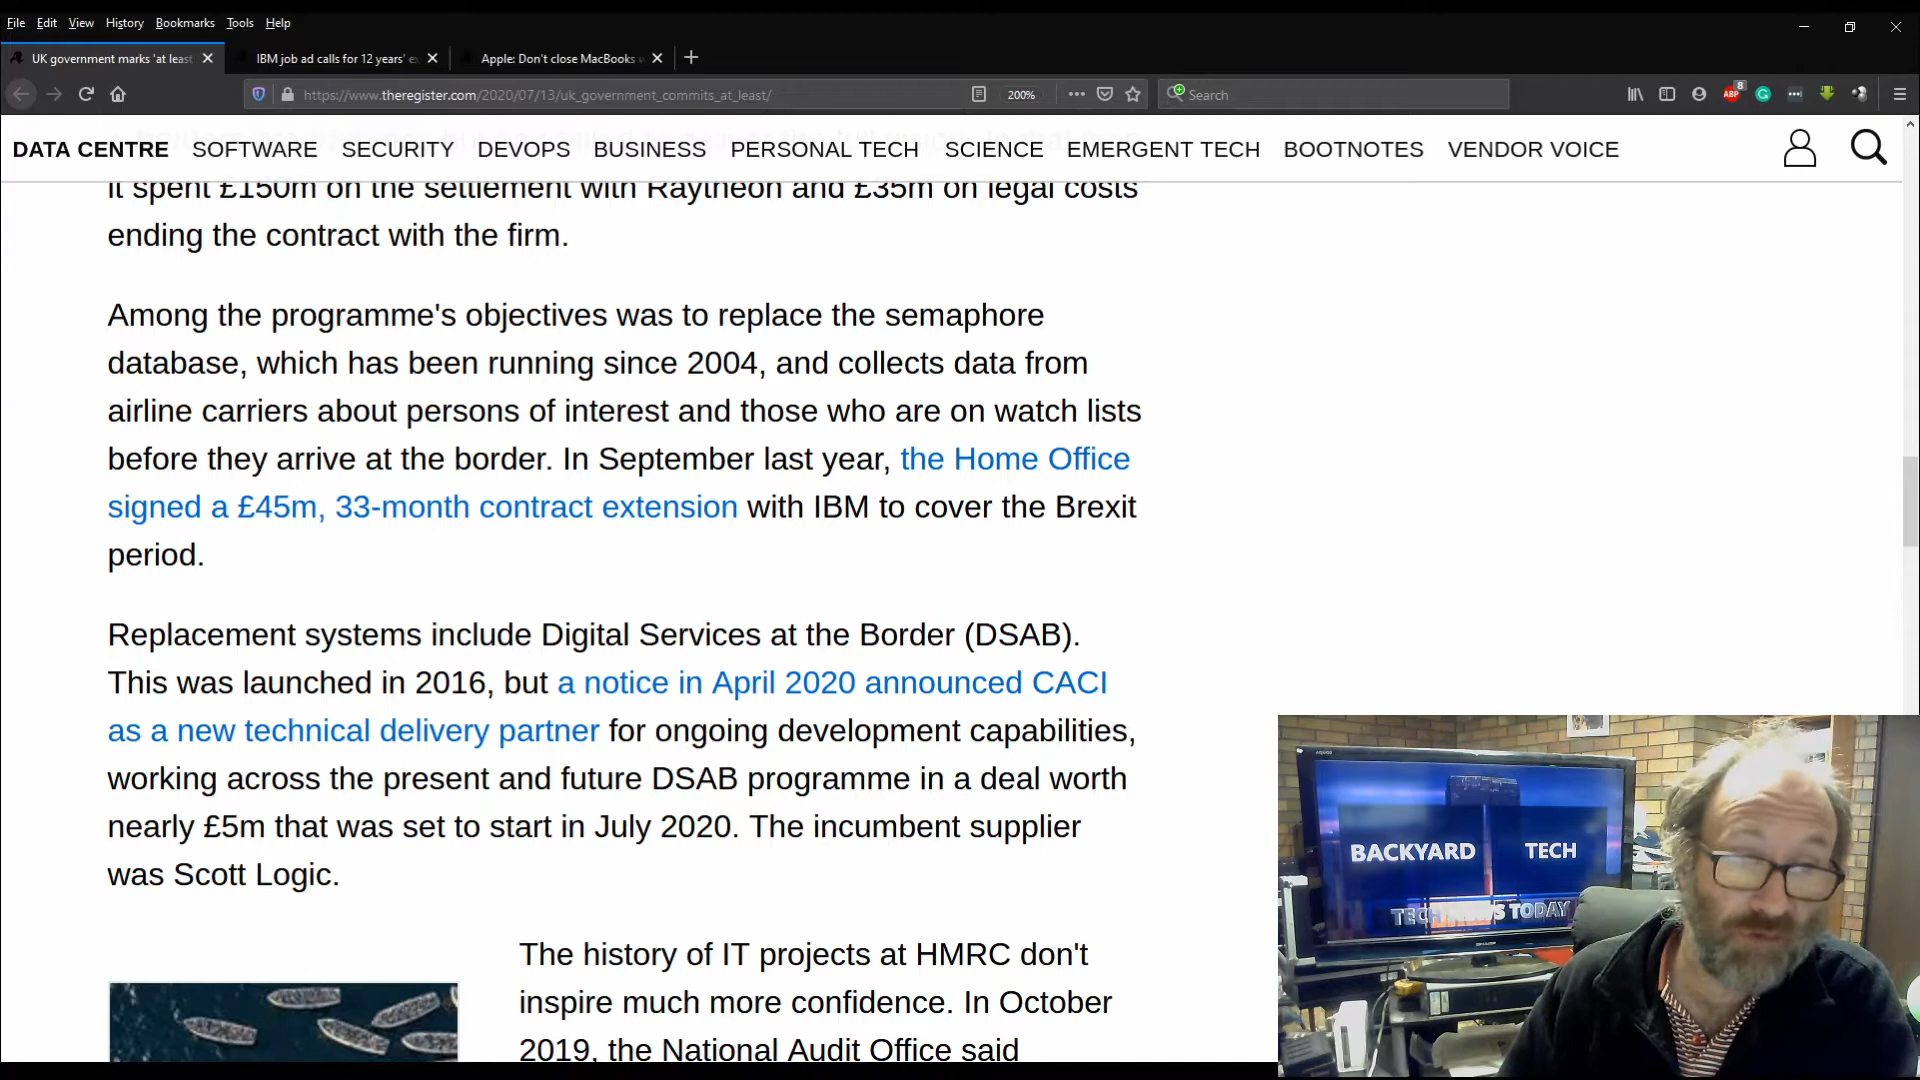 File Edit View History Bookmarks Tools Help
UK government marks 'at least
IBM job ad calls for 12 years' e
Apple: Don't close MacBooks w
https://www.theregister.com/2020/07/13/uk_government_commits_at_least/
200%
Search
ABP
8
DATA CENTRE SOFTWARE SECURITY DEVOPS BUSINESS PERSONAL TECH SCIENCE EMERGENT TECH BOOTNOTES VENDOR VOICE
it spent £150m on the settlement with Raytheon and £35m on legal costs
ending the contract with the firm.
Among the programme's objectives was to replace the semaphore
database, which has been running since 2004, and collects data from
airline carriers about persons of interest and those who are on watch lists
before they arrive at the border. In September last year, the Home Office
signed a £45m, 33-month contract extension with IBM to cover the Brexit
period.
Replacement systems include Digital Services at the Border (DSAB).
This was launched in 2016, but a notice in April 2020 announced CACI
as a new technical delivery partner for ongoing development capabilities,
working across the present and future DSAB programme in a deal worth
nearly £5m that was set to start in July 2020. The incumbent supplier
was Scott Logic.
The history of IT projects at HMRC don't
inspire much more confidence. In October
2019, the National Audit Office said
BACKYARD TECH
TECH NEWS TODAY